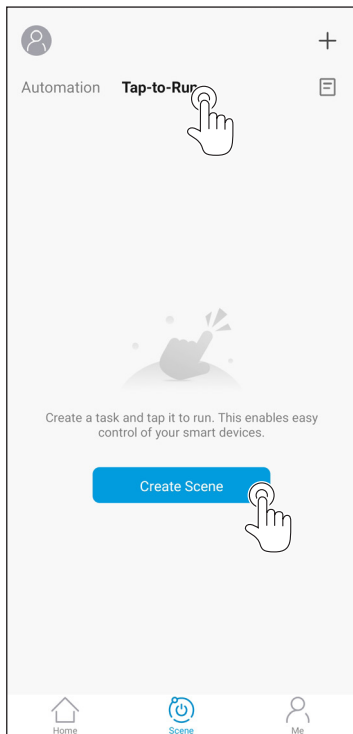 Automation Tap-to-Run
Create a task and tap it to run. This enables easy
control of your smart devices.
Create Scene
Home Scene Me